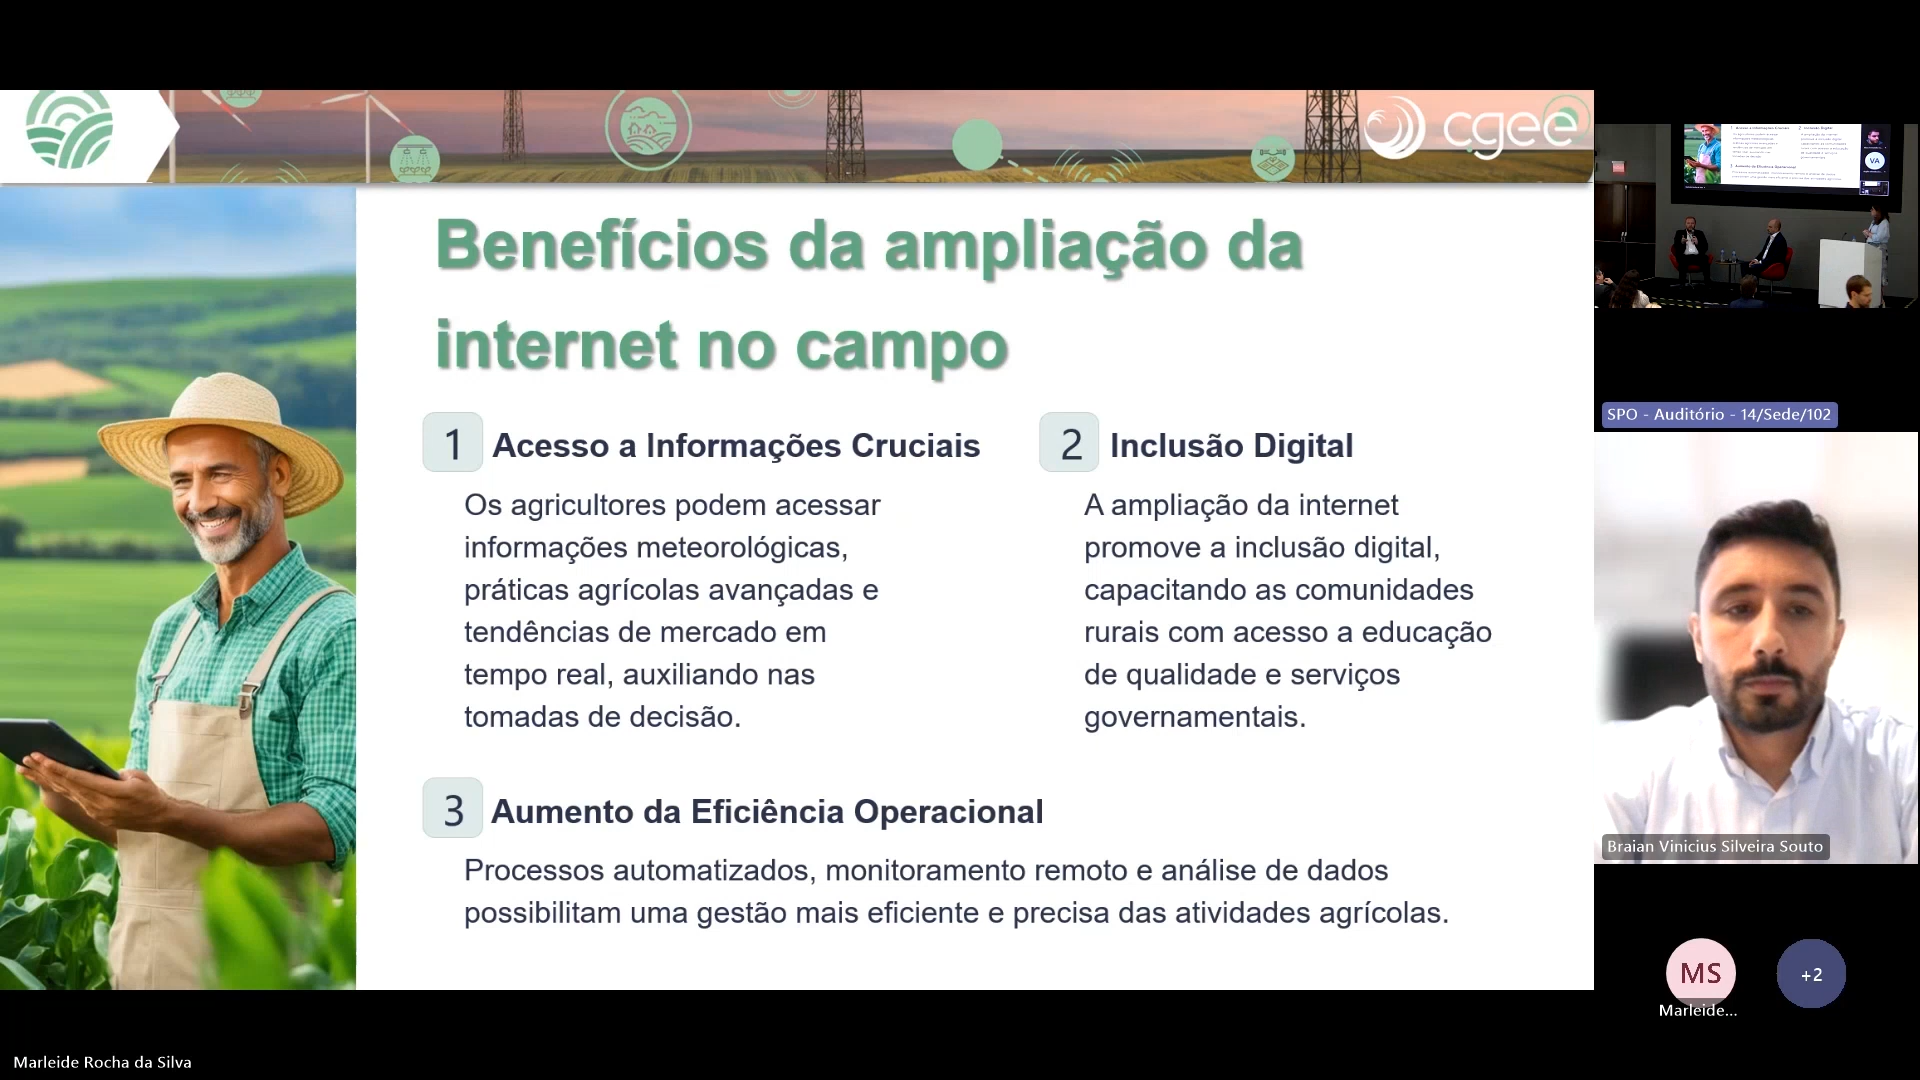 cgee
Benefícios da ampliação da
internet no campo
1 Acesso a Informações Cruciais
Os agricultores podem acessar
informações meteorológicas,
práticas agrícolas avançadas e
tendências de mercado em
tempo real, auxiliando nas
tomadas de decisão.
2 Inclusão Digital
A ampliação da internet
promove a inclusão digital,
capacitando as comunidades
rurais com acesso a educação
de qualidade e serviços
governamentais.
3 Aumento da Eficiência Operacional
Processos automatizados, monitoramento remoto e análise de dados
possibilitam uma gestão mais eficiente e precisa das atividades agrícolas.
VA
SPO - Auditório - 14/Sede/102
Braian Vinicius Silveira Souto
MS
+2
Marleide...
Marleide Rocha da Silva